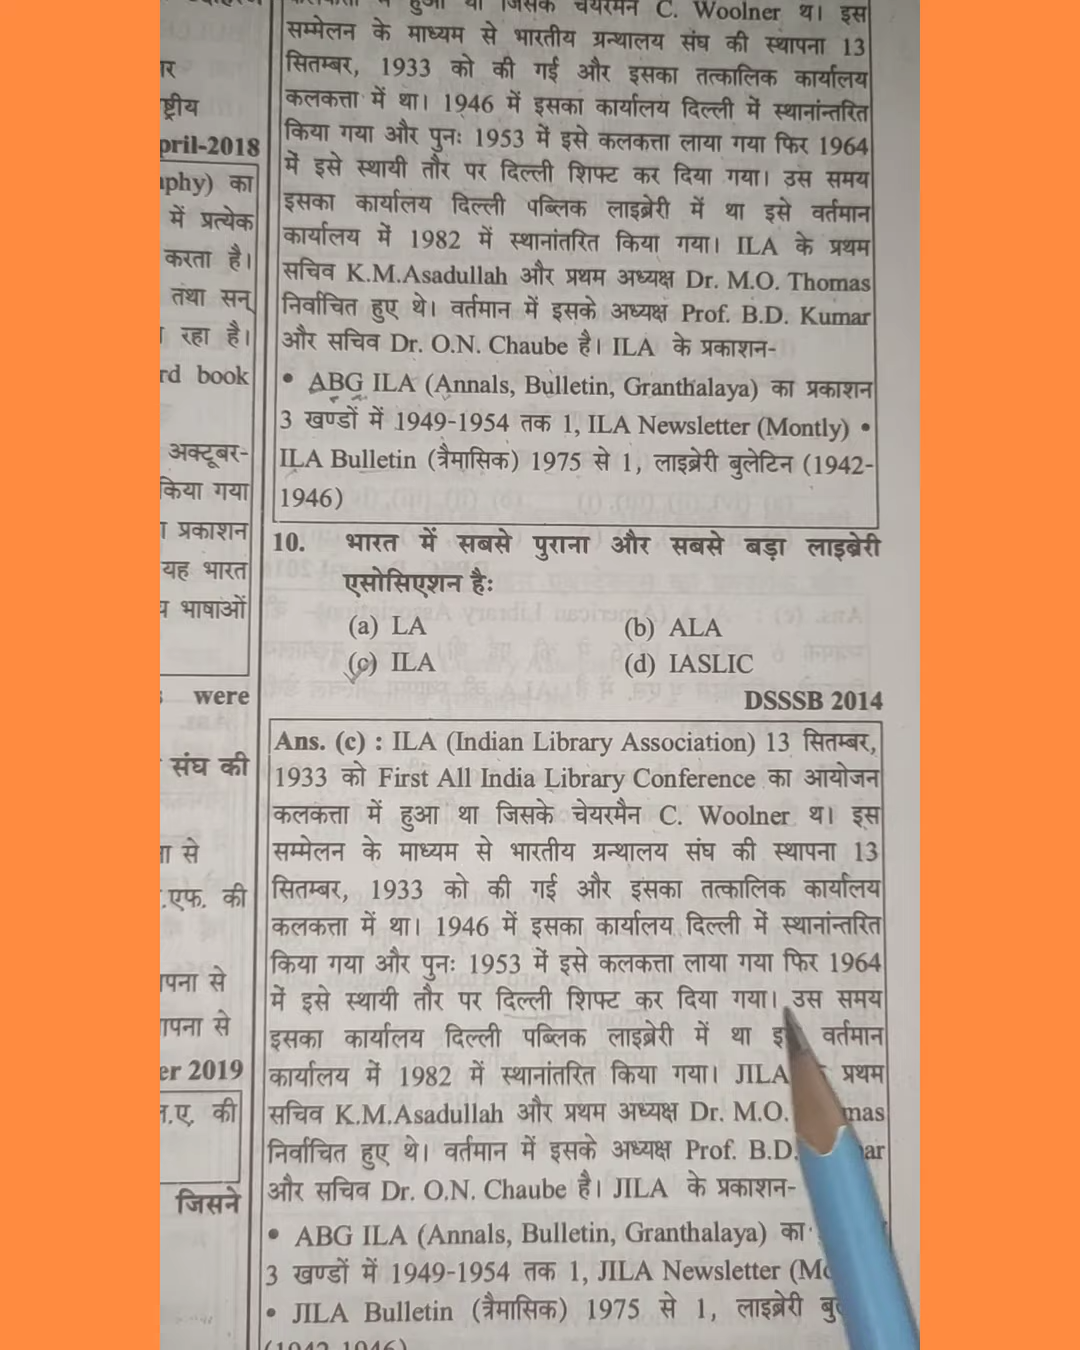 र
ष्ट्रीय
pril-2018
aphy) का
में प्रत्येक
करता है।
तथा सन्
रहा है।
rd book
अक्टूबर-
किया गया
प्रकाशन
यह भारत
भाषाओं
were
संघ की
ा से
.एफ. की
ापना से
ापना से
er 2019
.ए. की
जिसने
C. Woolner थ। इस
सम्मेलन के माध्यम से भारतीय ग्रन्थालय संघ की स्थापना 13
सितम्बर, 1933 को की गई और इसका तत्कालिक कार्यालय
कलकत्ता में था। 1946 में इसका कार्यालय दिल्ली में स्थानांन्तरित
किया गया और पुनः 1953 में इसे कलकत्ता लाया गया फिर 1964
में इसे स्थायी तौर पर दिल्ली शिफ्ट कर दिया गया। उस समय
इसका कार्यालय दिल्ली पब्लिक लाइब्रेरी में था इसे वर्तमान
कार्यालय में 1982 में स्थानांतरित किया गया। ILA के प्रथम
सचिव K.M.Asadullah और प्रथम अध्यक्ष Dr. M.O. Thomas
निर्वाचित हुए थे। वर्तमान में इसके अध्यक्ष Prof. B.D. Kumar
और सचिव Dr. O.N. Chaube है। ILA के प्रकाशन-
• ABG ILA (Annals, Bulletin, Granthalaya) का प्रकाशन
3 खण्डों में 1949-1954 तक 1, ILA Newsletter (Montly) •
ILA Bulletin (त्रैमासिक) 1975 से 1, लाइब्रेरी बुलेटिन (1942-
1946)
10. भारत में सबसे पुराना और सबसे बड़ा लाइब्रेरी
एसोसिएशन हैः
(a) LA (b) ALA
(c) ILA (d) IASLIC
DSSSB 2014
Ans. (c) : ILA (Indian Library Association) 13 सितम्बर,
1933 को First All India Library Conference का आयोजन
कलकत्ता में हुआ था जिसके चेयरमैन C. Woolner थ। इस
सम्मेलन के माध्यम से भारतीय ग्रन्थालय संघ की स्थापना 13
सितम्बर, 1933 को की गई और इसका तत्कालिक कार्यालय
कलकत्ता में था। 1946 में इसका कार्यालय दिल्ली में स्थानांन्तरित
किया गया और पुनः 1953 में इसे कलकत्ता लाया गया फिर 1964
में इसे स्थायी तौर पर दिल्ली शिफ्ट कर दिया गया। उस समय
इसका कार्यालय दिल्ली पब्लिक लाइब्रेरी में था वर्तमान
कार्यालय में 1982 में स्थानांतरित किया गया। JILA प्रथम
सचिव K.M.Asadullah और प्रथम अध्यक्ष Dr. M.O. mas
निर्वाचित हुए थे। वर्तमान में इसके अध्यक्ष Prof. B.D. ar
और सचिव Dr. O.N. Chaube है। JILA के प्रकाशन-
• ABG ILA (Annals, Bulletin, Granthalaya) का
3 खण्डों में 1949-1954 तक 1, JILA Newsletter
• JILA Bulletin (त्रैमासिक) 1975 से 1, लाइब्रेरी